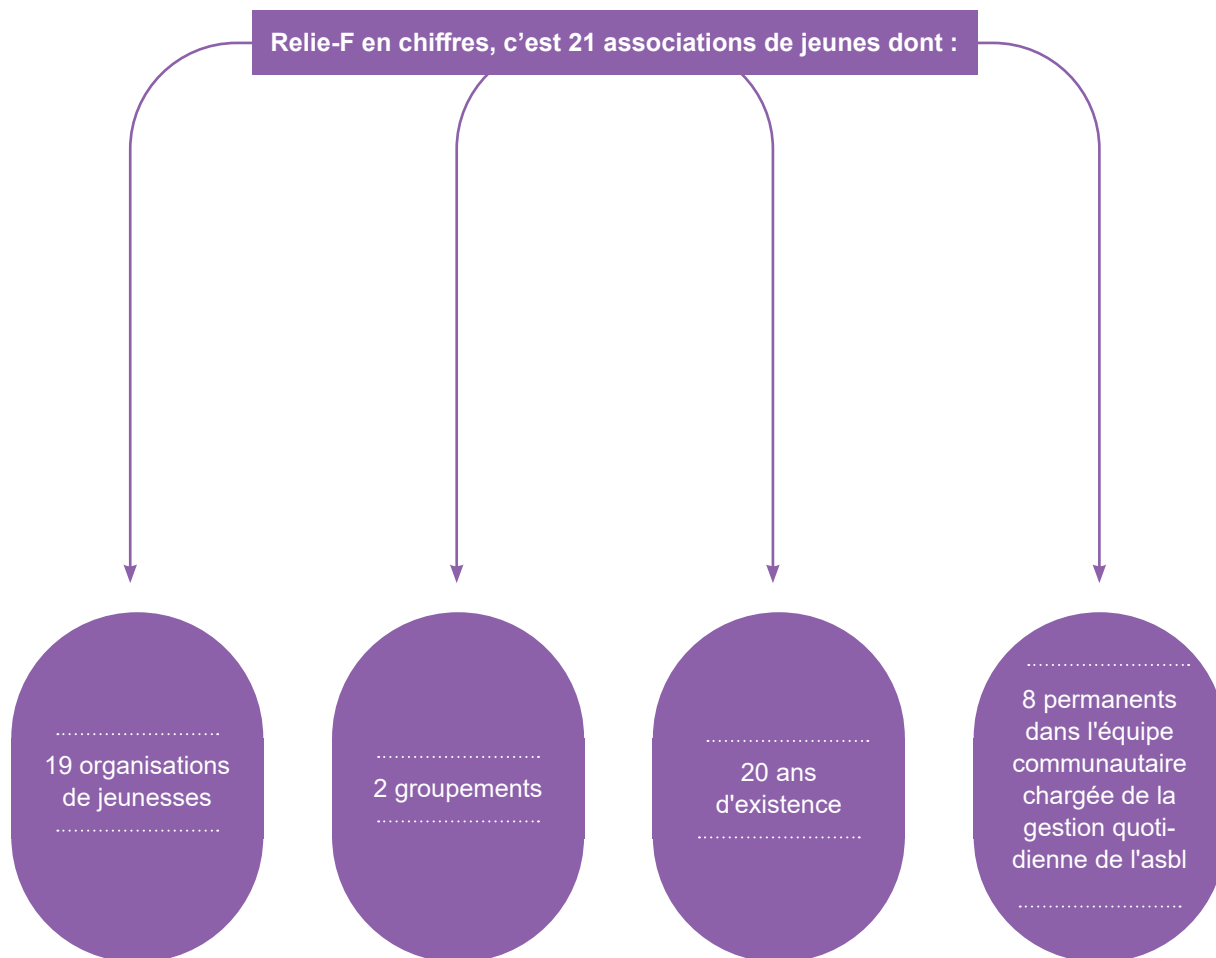 Relie-F en chiffres, c’est 21 associations de jeunes dont :
19 organisations
de jeunesses
2 groupements
20 ans
d'existence
8 permanents
dans l'équipe
communautaire
chargée de la
gestion quoti-
dienne de l'asbl